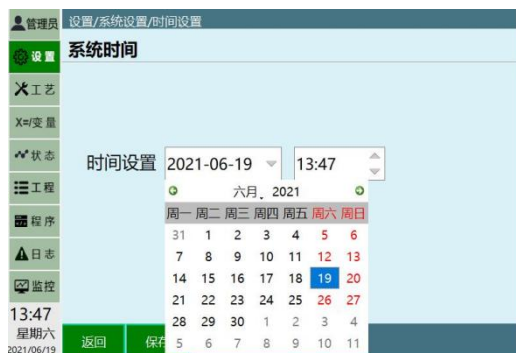 管理员
设置/系统设置/时间设置
设置
系统时间
工艺
X=/变量
状态
时间设置 2021-06-19 13:47
六月, 2021
工程
周一 周二 周三 周四 周五 周六 周日
31 1 2 3 4 5 6
程序
7 8 9 10 11 12 13
日志
14 15 16 17 18 19 20
监控
21 22 23 24 25 26 27
13:47
28 29 30 1 2 3 4
星期六
返回
保存
5 6 7 8 9 10 11
2021/06/19